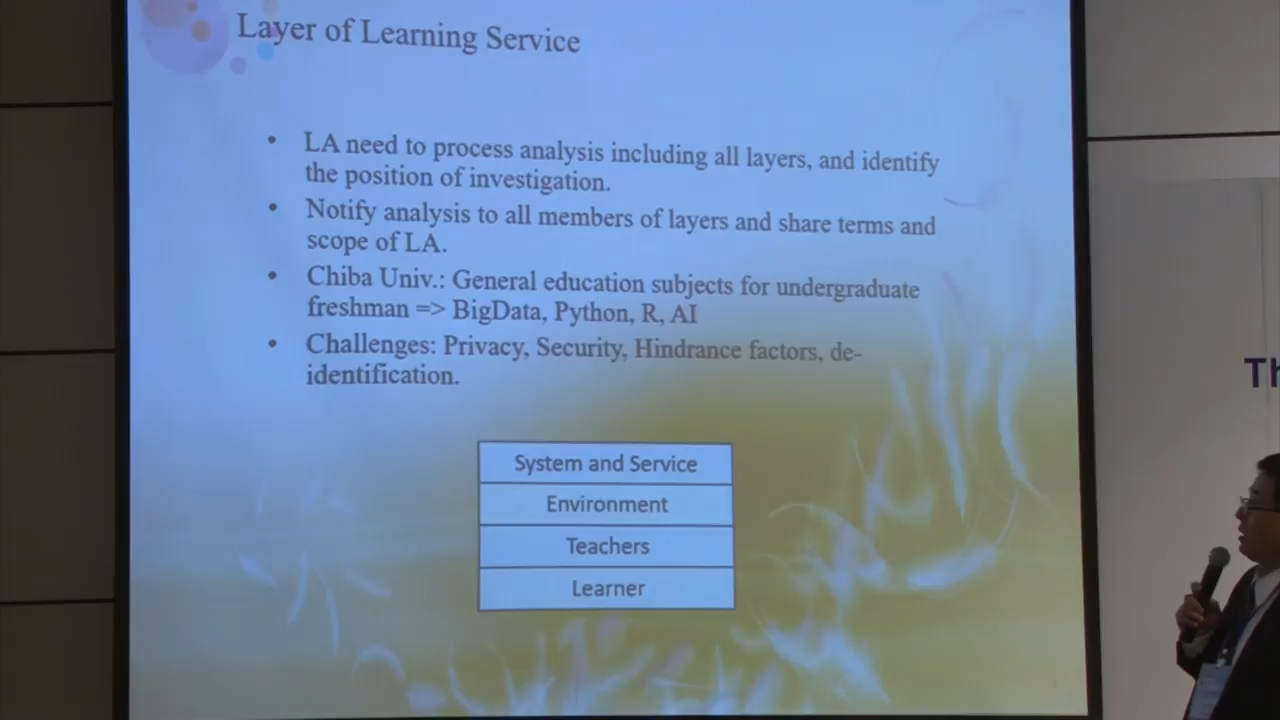 Layer of Learning Service
• LA need to process analysis including all layers, and identify
the position of investigation.
• Notify analysis to all members of layers and share terms and
scope of LA.
• Chiba Univ.: General education subjects for undergraduate
freshman => BigData, Python, R, AI
• Challenges: Privacy, Security, Hindrance factors, de-
identification.
System and Service
Environment
Teachers
Learner
Th